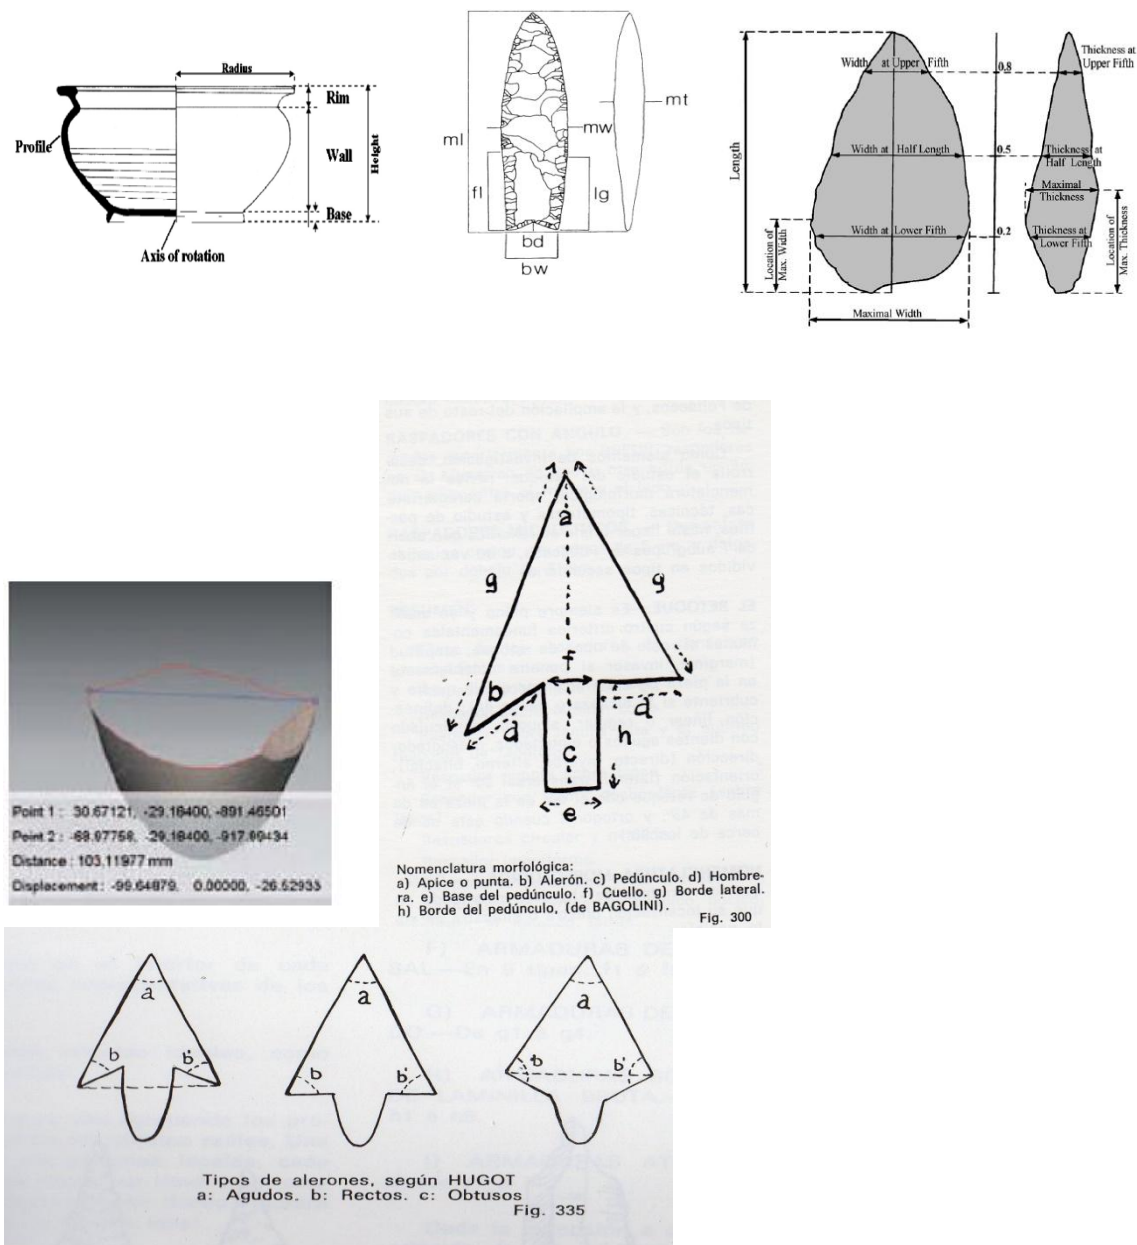 Radius
Rim
Profile
Wall
Height
Base
Axis of rotation
ml
mw
mt
fl
lg
bd
bw
Length
Width at Upper Fifth
0.8
Thickness at
Upper Fifth
Width at Half Length
0.5
Thickness at
Half Length
Maximal
Thickness
Width at Lower Fifth
0.2
Thickness at
Lower Fifth
Location of
Max. Width
Location of
Max. Thickness
Maximal Width
Point 1 : 30.67121, -29.18400, -891.46501
Point 2 : -68.97758, -29.18400, -917.99434
Distance : 103.11977 mm
Displacement : -99.64879, 0.00000, -26.52933
a
g g
f
b
d d
c h
e
Nomenclatura morfológica:
a) Apice o punta. b) Alerón. c) Pedúnculo. d) Hombre-
ra. e) Base del pedúnculo. f) Cuello. g) Borde lateral.
h) Borde del pedúnculo, (de BAGOLINI).
Fig. 300
a
b b'
a
b b'
a
b b'
Tipos de alerones, según HUGOT
a: Agudos. b: Rectos. c: Obtusos
Fig. 335